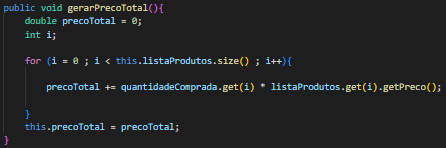 public void gerarPrecoTotal(){
double precoTotal = 0;
int i;
for (i = 0 ; i < this.listaProdutos.size() ; i++){
precoTotal += quantidadeComprada.get(i) * listaProdutos.get(i).getPreco();
}
this.precoTotal = precoTotal;
}